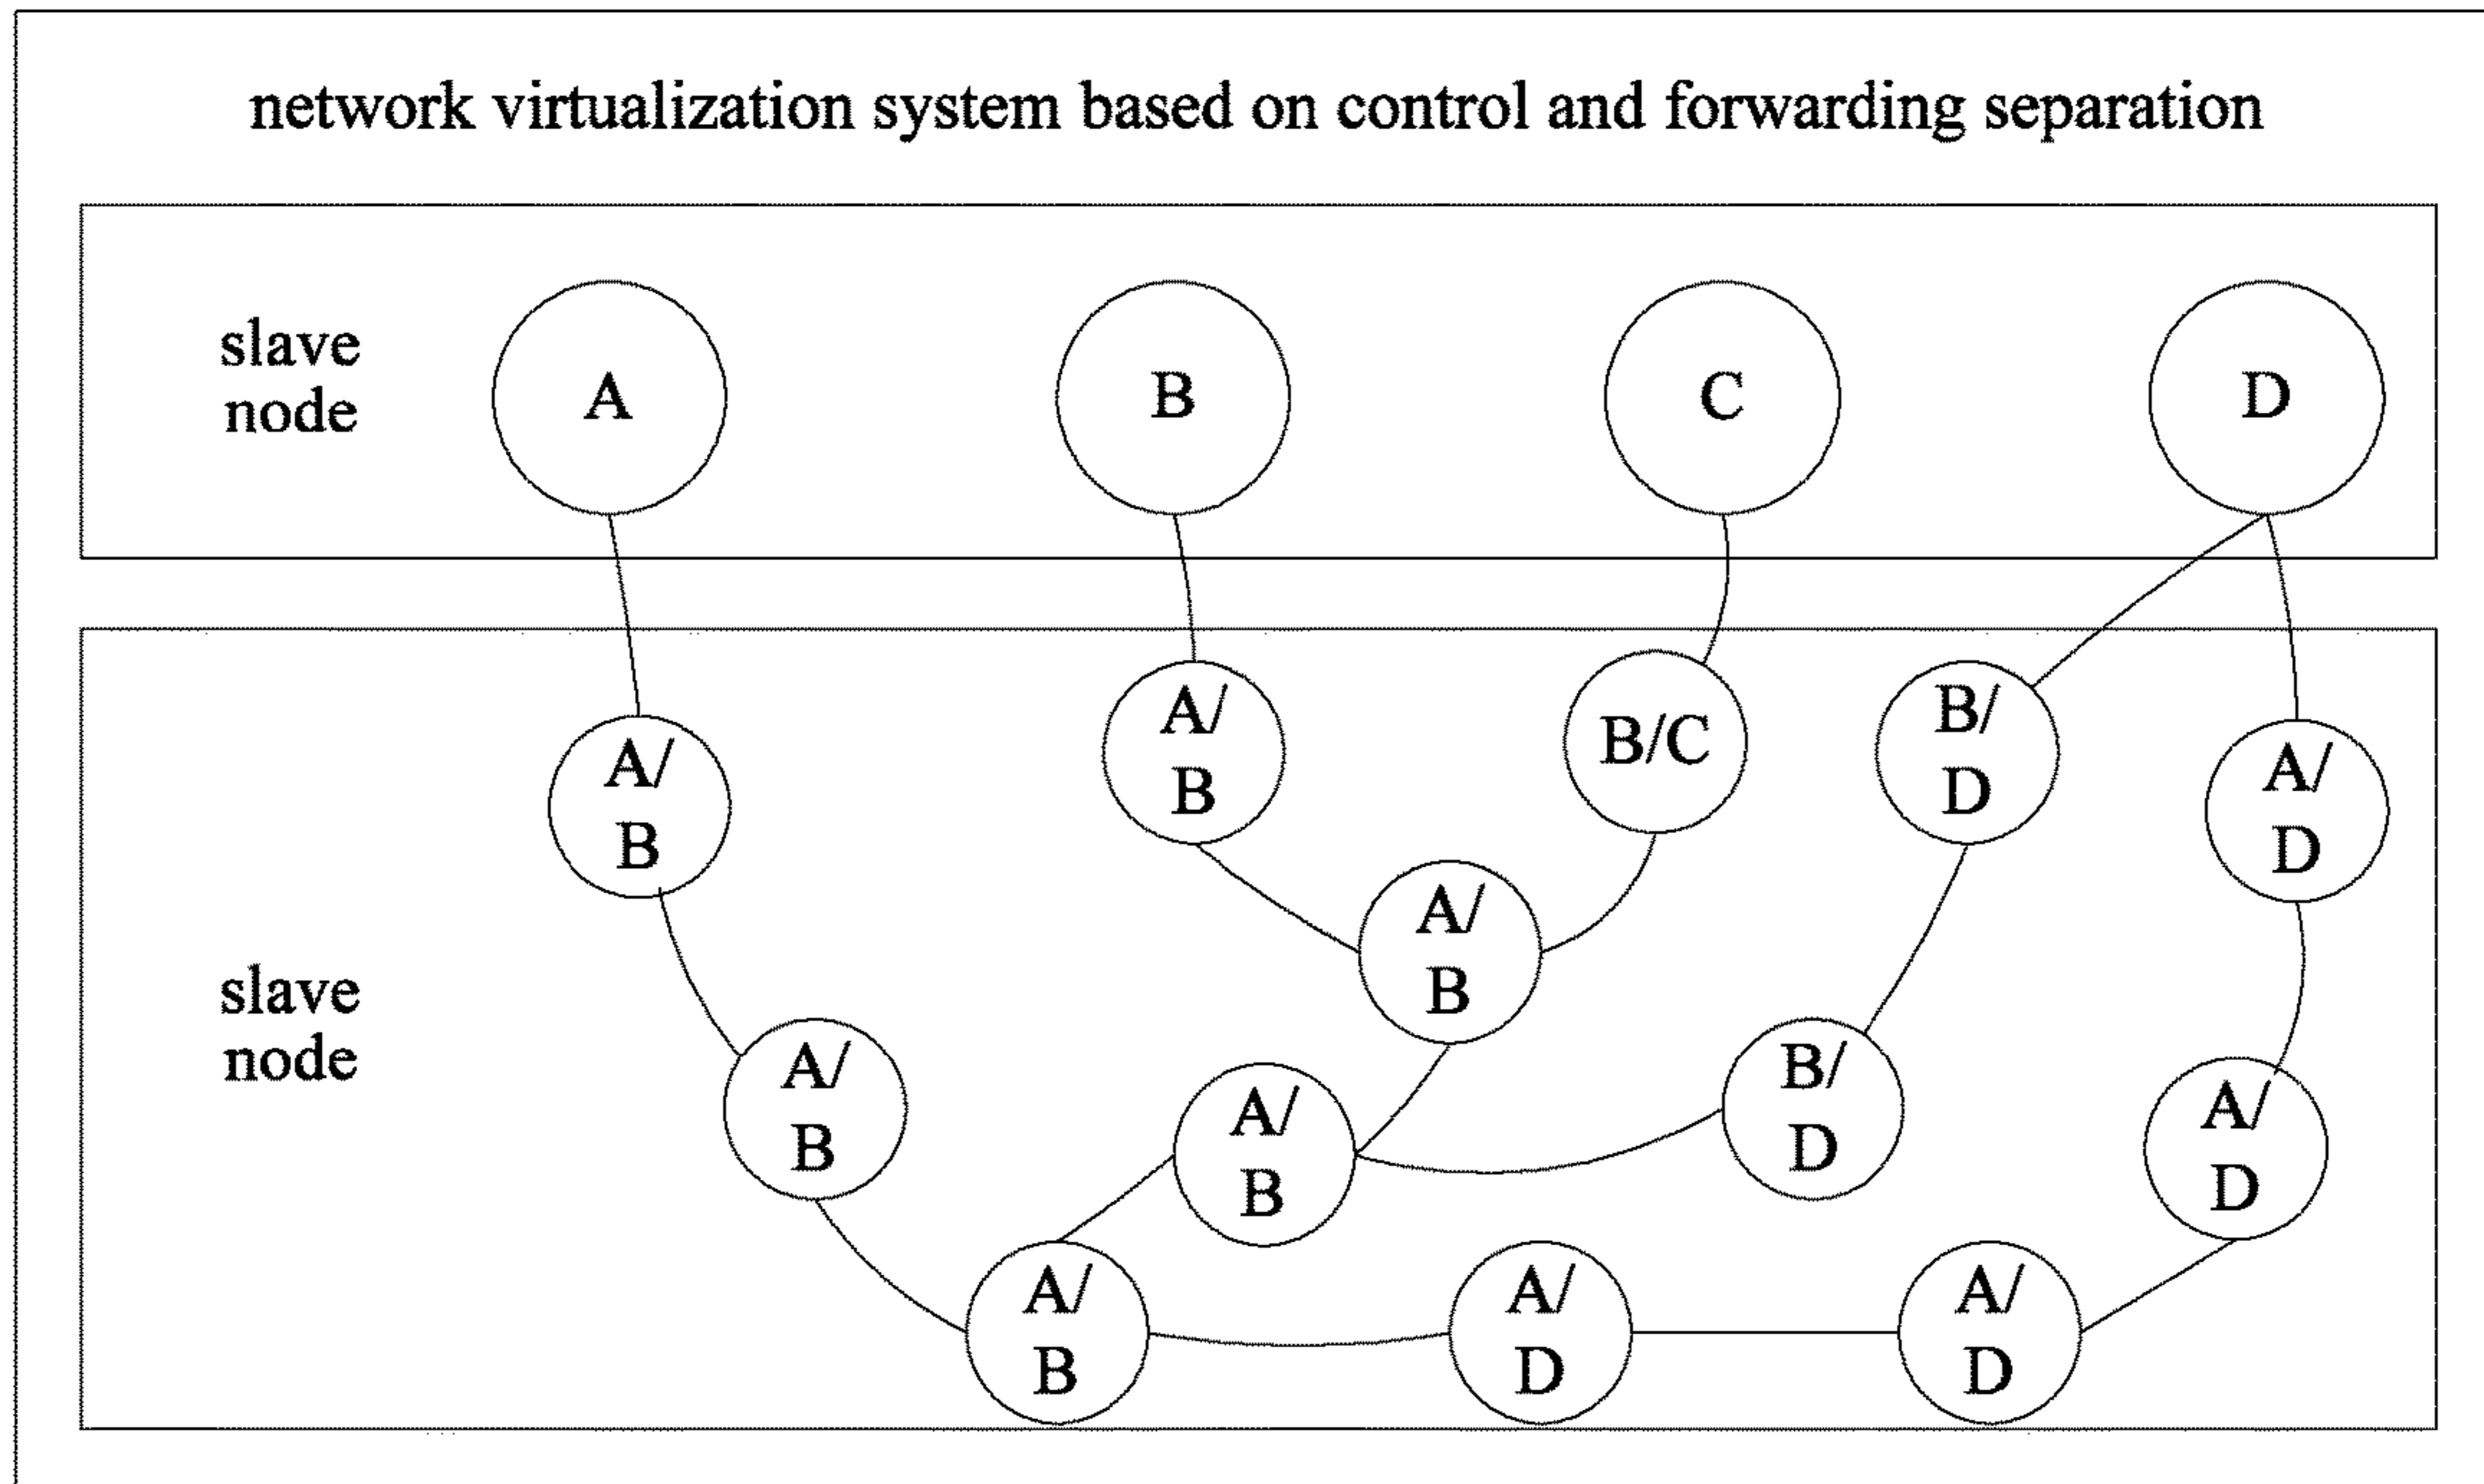 network virtualization system based on control and forwarding separation
slave
node
A
B
C
D
A/
B
A/
B
B/C
B/
D
A/
D
A/
B
slave
node
A/
B
A/
B
B/
D
A/
D
A/
B
A/
D
A/
D